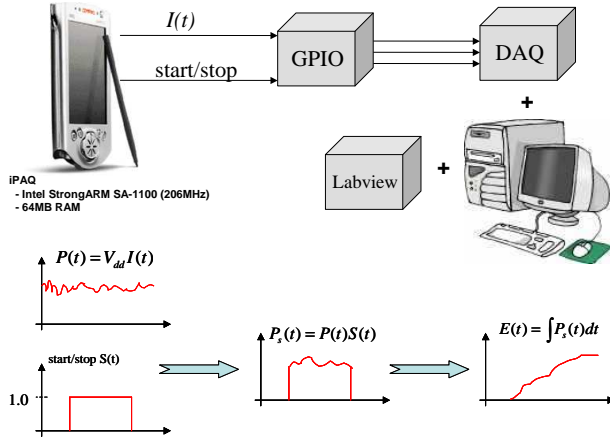 I(t)
start/stop
GPIO
DAQ
+
Labview
+
iPAQ
- Intel StrongARM SA-1100 (206MHz)
- 64MB RAM
P(t) = V_dd I(t)
start/stop S(t)
1.0
P_s(t) = P(t)S(t)
E(t) = ∫P_s(t)dt